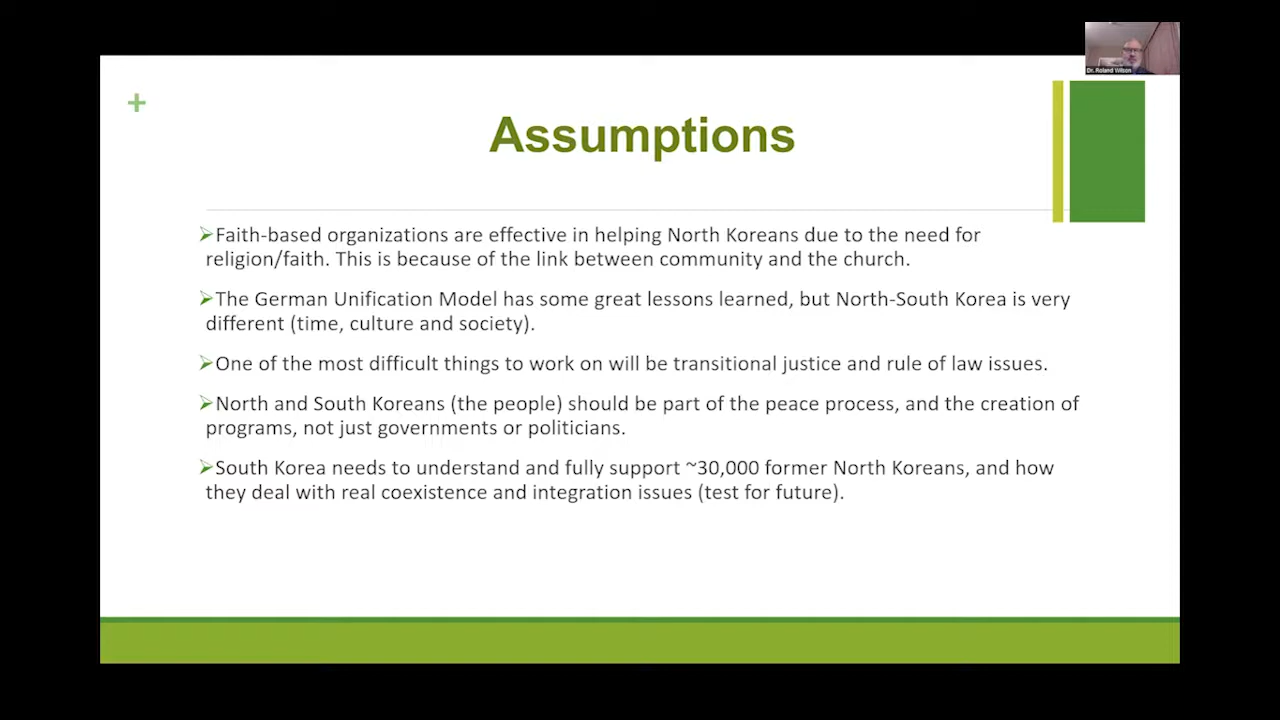 Dr. Roland Wilson
+
Assumptions
Faith-based organizations are effective in helping North Koreans due to the need for
religion/faith. This is because of the link between community and the church.
The German Unification Model has some great lessons learned, but North-South Korea is very
different (time, culture and society).
One of the most difficult things to work on will be transitional justice and rule of law issues.
North and South Koreans (the people) should be part of the peace process, and the creation of
programs, not just governments or politicians.
South Korea needs to understand and fully support ~30,000 former North Koreans, and how
they deal with real coexistence and integration issues (test for future).